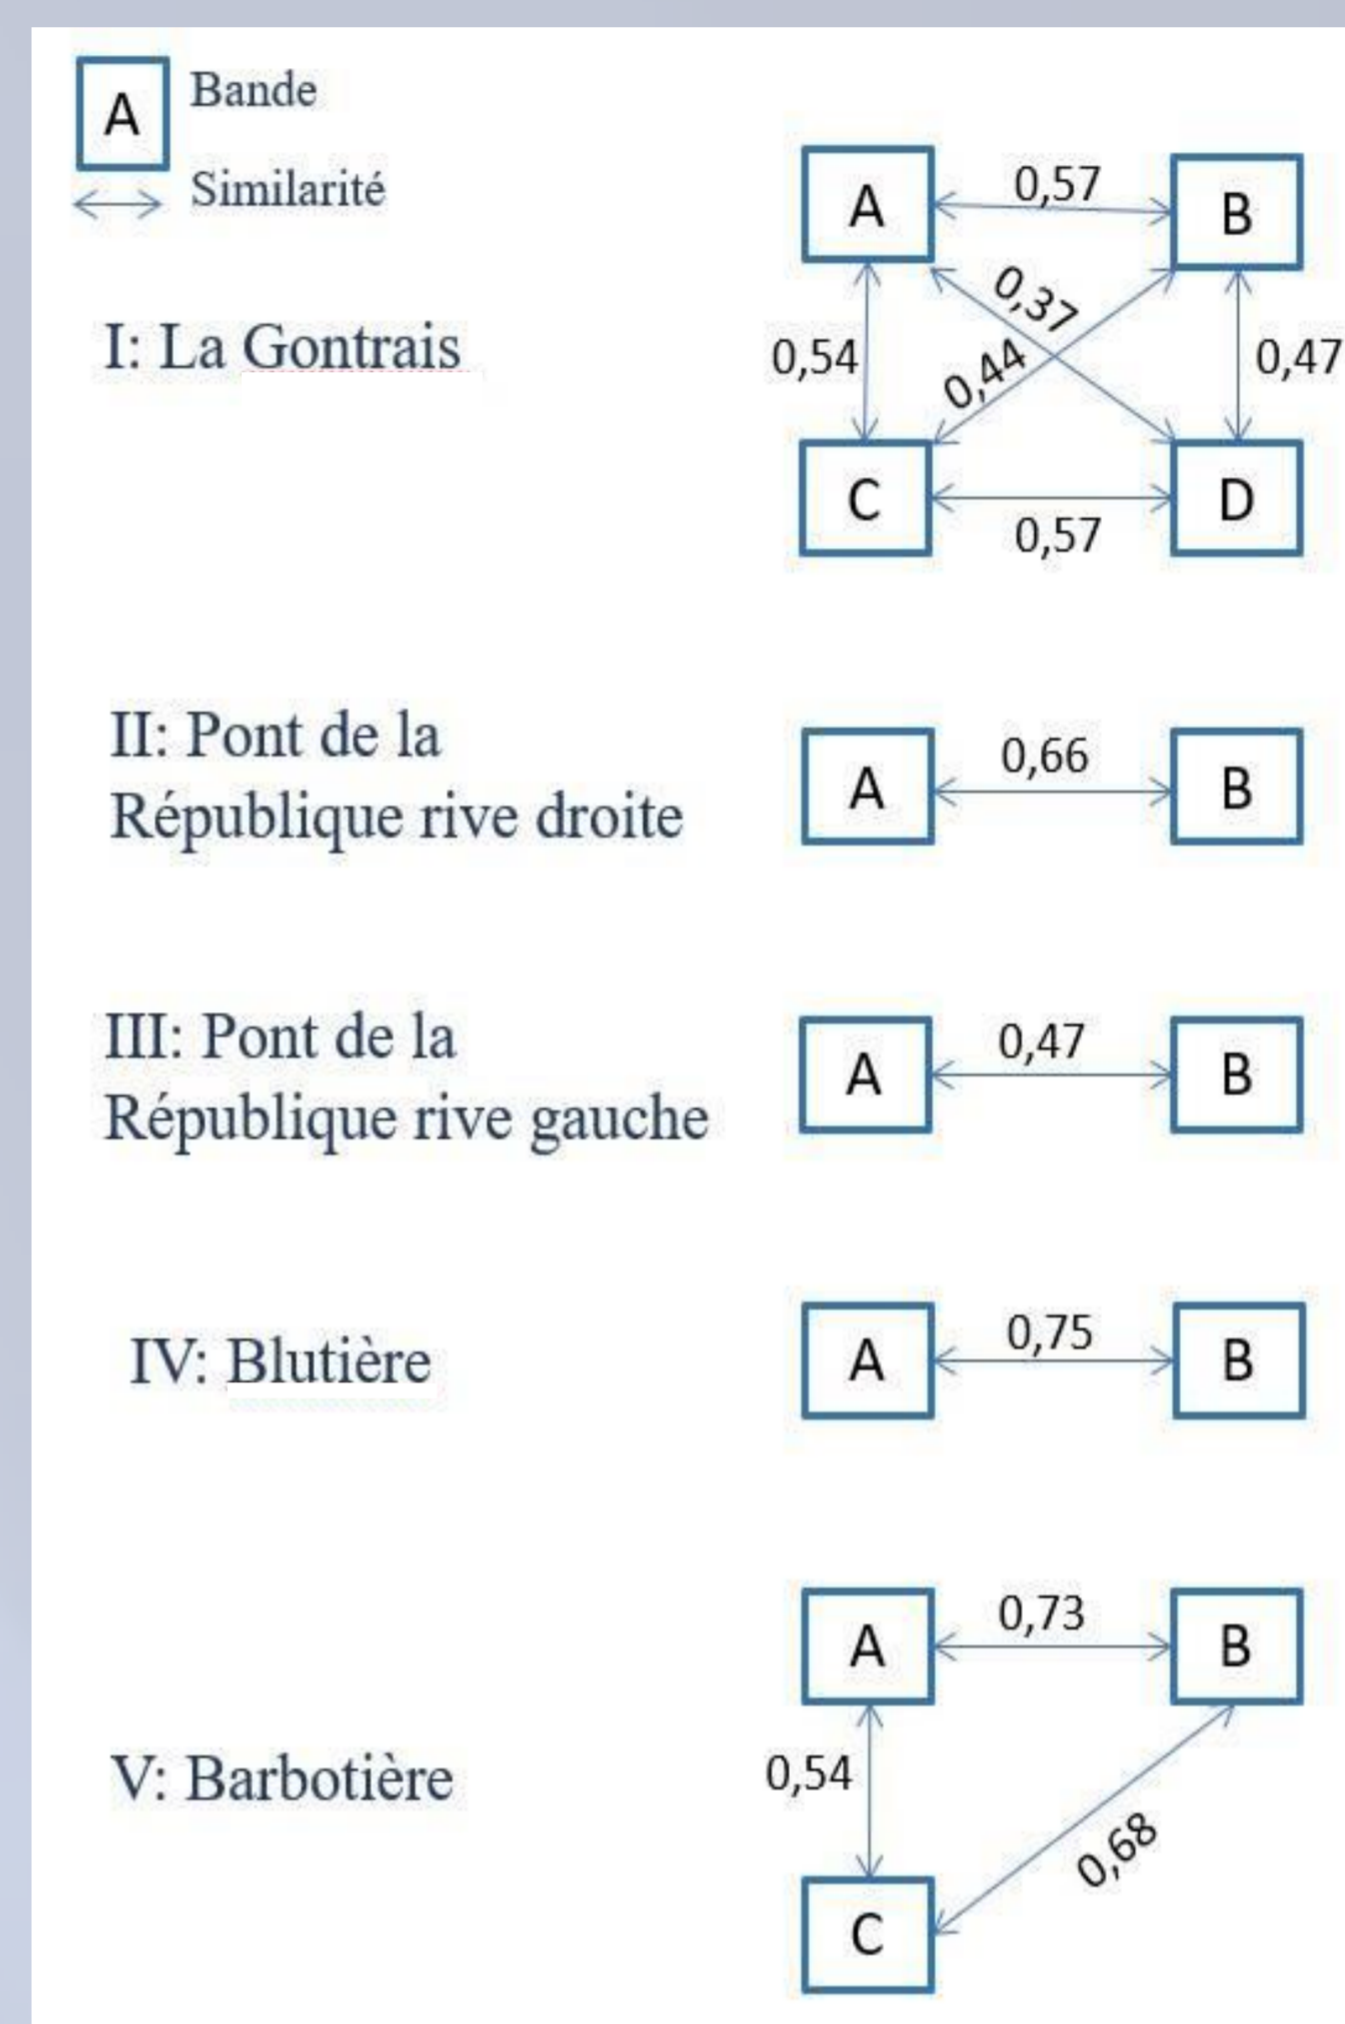 A
Bande
Similarité
I: La Gontrais
A
0,57
B
0,37
0,54
0,44
0,47
C
0,57
D
II: Pont de la
République rive droite
A
0,66
B
III: Pont de la
République rive gauche
A
0,47
B
IV: Blutière
A
0,75
B
V: Barbotière
A
0,73
B
0,54
0,68
C